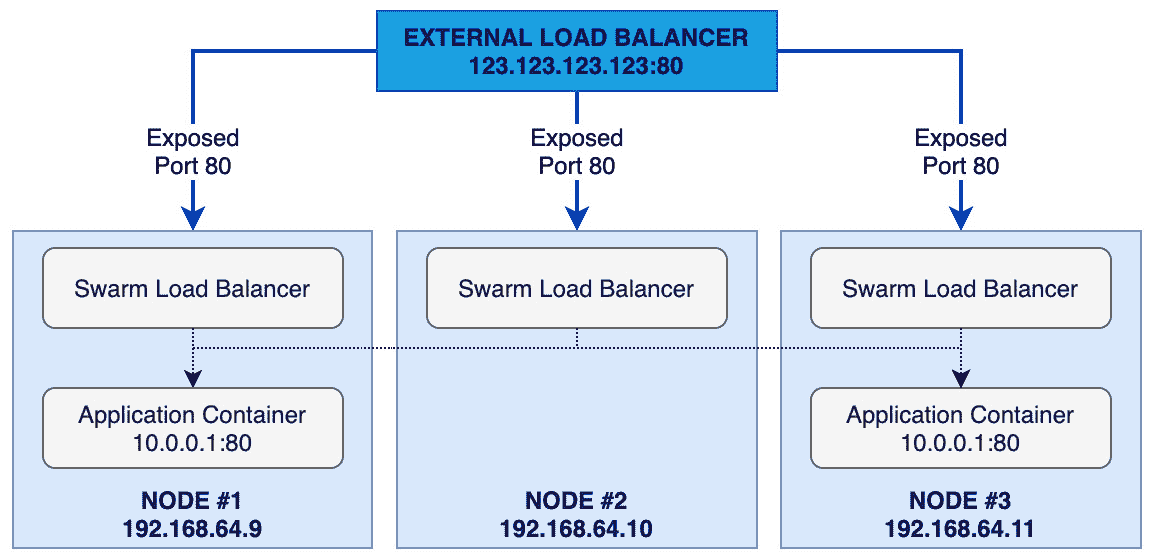 EXTERNAL LOAD BALANCER
123.123.123.123:80
Exposed
Port 80
Exposed
Port 80
Exposed
Port 80
Swarm Load Balancer
Swarm Load Balancer
Swarm Load Balancer
Application Container
10.0.0.1:80
Application Container
10.0.0.1:80
NODE #1
192.168.64.9
NODE #2
192.168.64.10
NODE #3
192.168.64.11